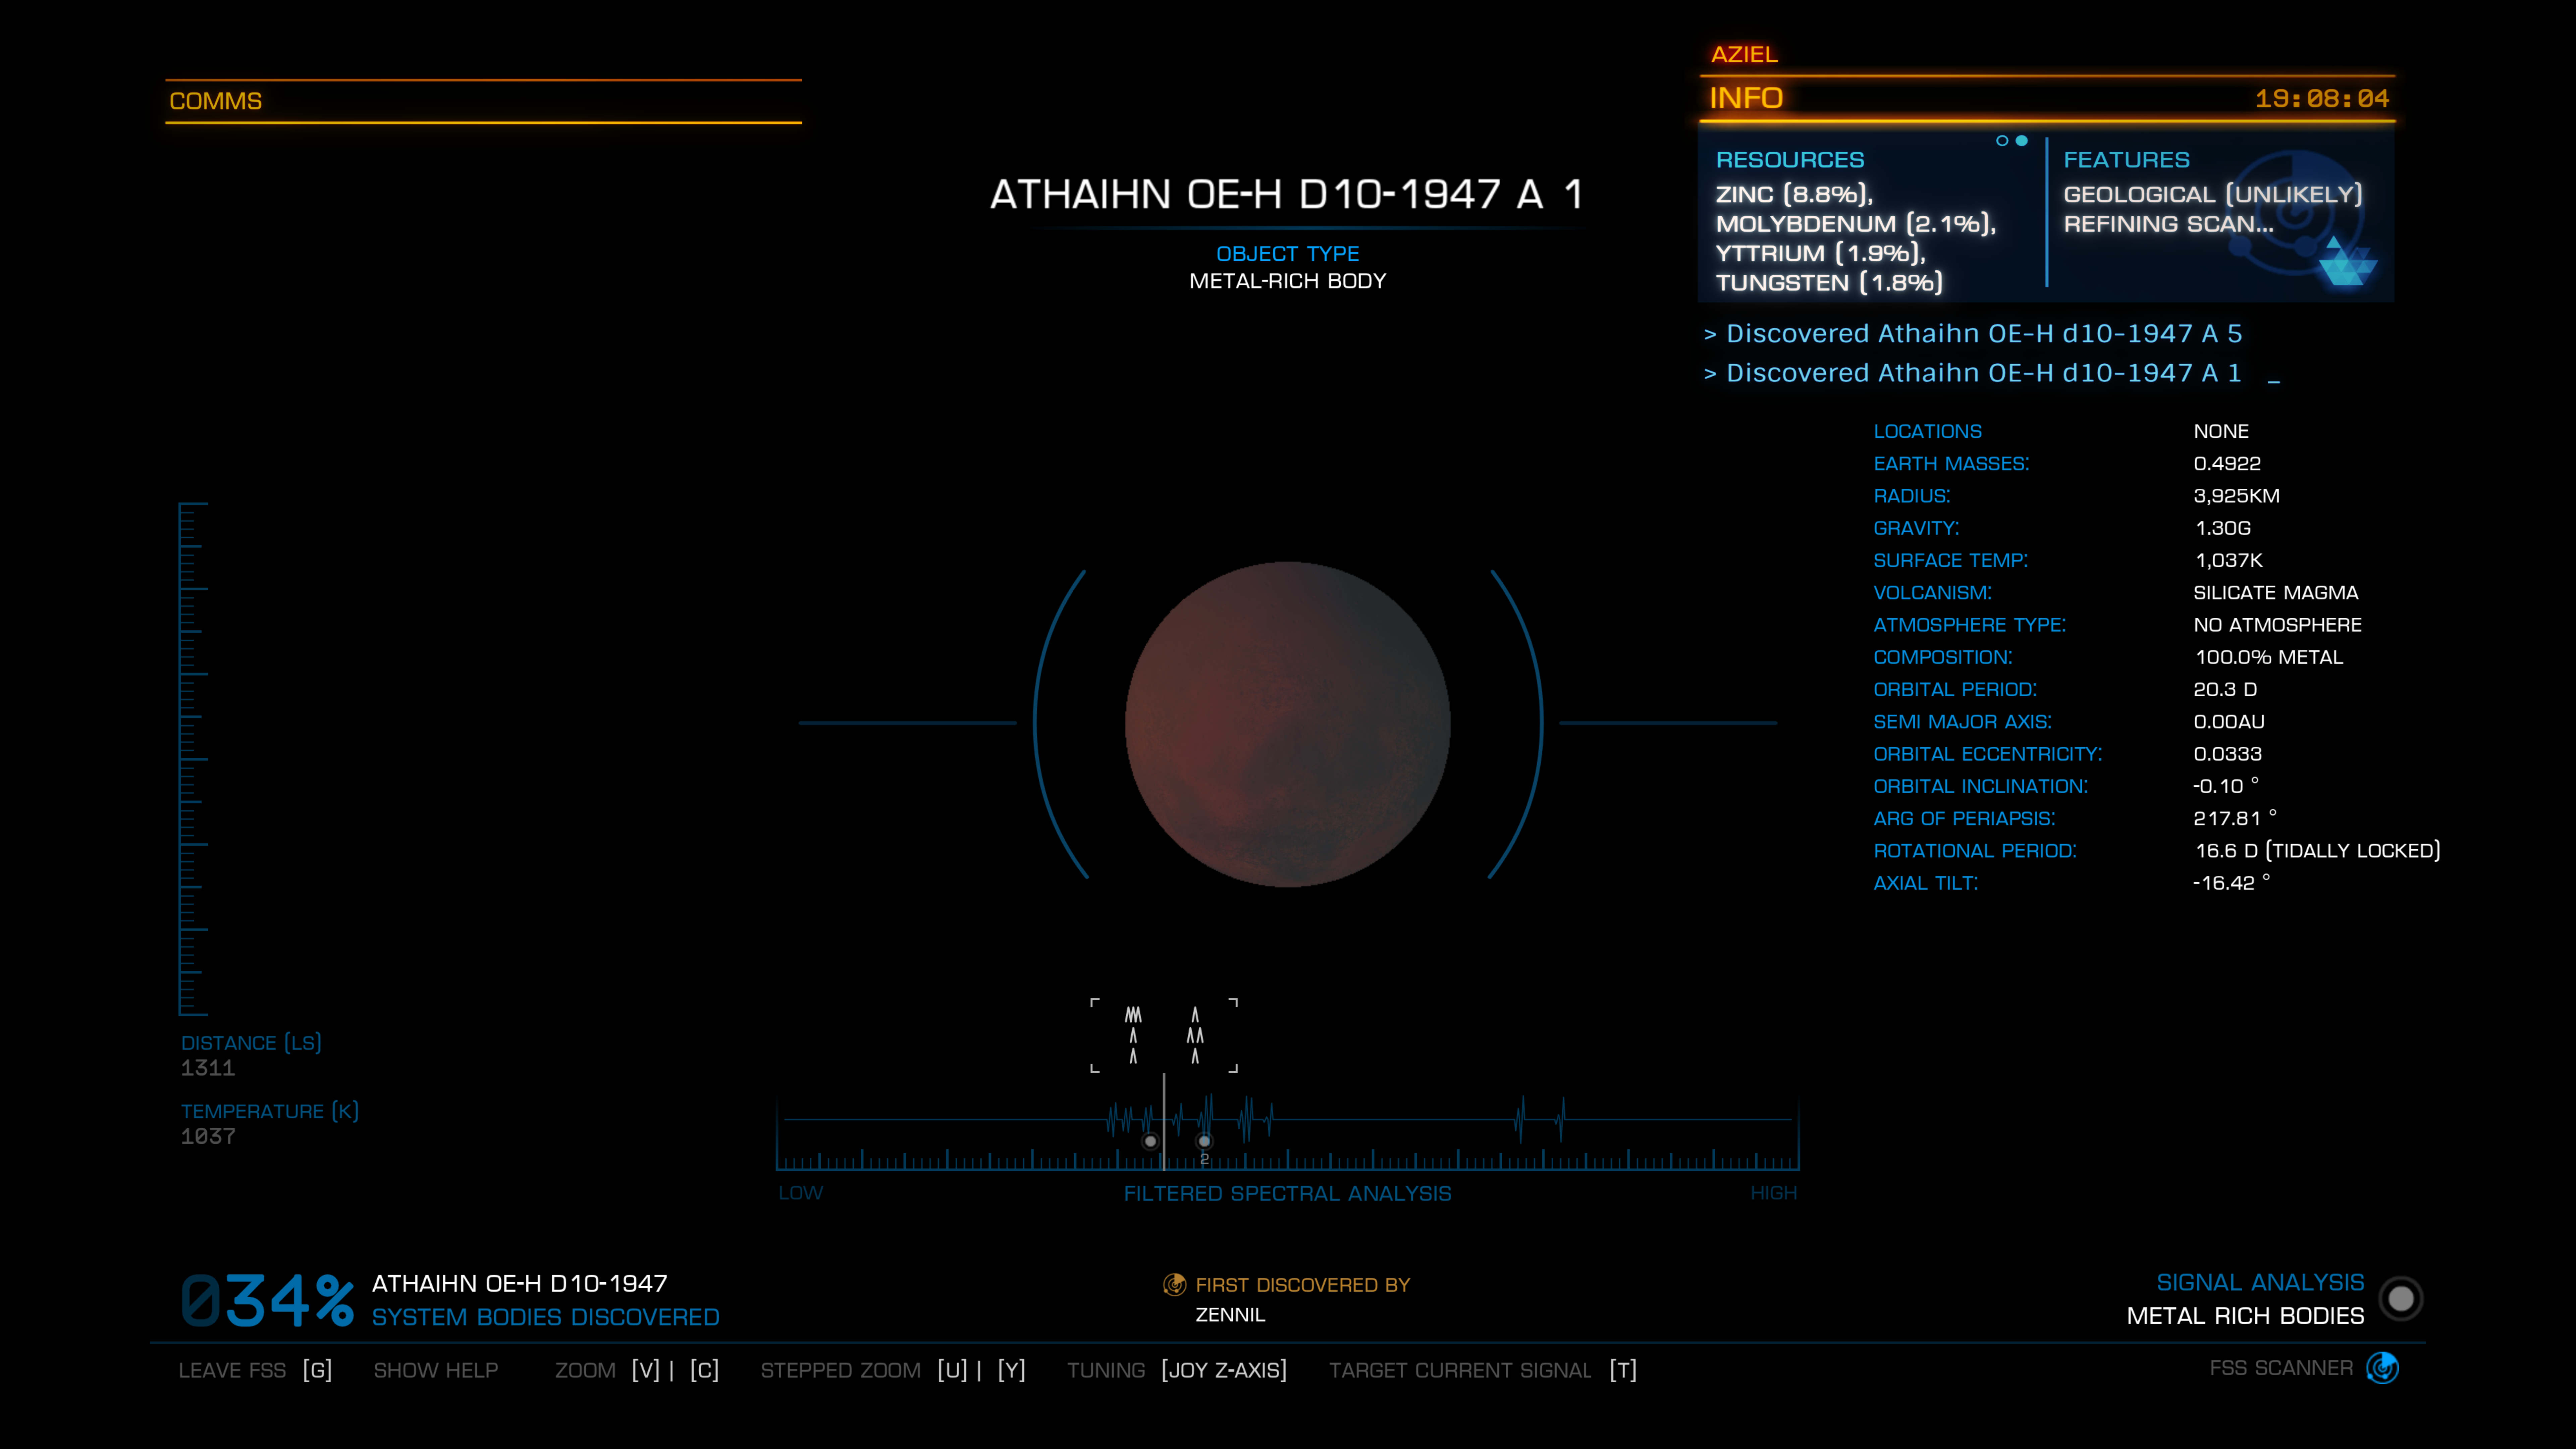 AZIEL
COMMS
INFO 19:08:04
RESOURCES
ZINC (8.8%),
MOLYBDENUM (2.1%),
YTTRIUM (1.9%),
TUNGSTEN (1.8%)
FEATURES
GEOLOGICAL (UNLIKELY)
REFINING SCAN...
ATHAIHN OE-H D10-1947 A 1
OBJECT TYPE
METAL-RICH BODY
> Discovered Athaihn OE-H d10-1947 A 5
> Discovered Athaihn OE-H d10-1947 A 1 _
LOCATIONS NONE
EARTH MASSES: 0.4922
RADIUS: 3,925KM
GRAVITY: 1.30G
SURFACE TEMP: 1,037K
VOLCANISM: SILICATE MAGMA
ATMOSPHERE TYPE: NO ATMOSPHERE
COMPOSITION: 100.0% METAL
ORBITAL PERIOD: 20.3 D
SEMI MAJOR AXIS: 0.00AU
ORBITAL ECCENTRICITY: 0.0333
ORBITAL INCLINATION: -0.10 °
ARG OF PERIAPSIS: 217.81 °
ROTATIONAL PERIOD: 16.6 D (TIDALLY LOCKED)
AXIAL TILT: -16.42 °
DISTANCE (LS)
1311
TEMPERATURE (K)
1037
2
LOW FILTERED SPECTRAL ANALYSIS HIGH
034% ATHAIHN OE-H D10-1947
SYSTEM BODIES DISCOVERED
FIRST DISCOVERED BY
ZENNIL
SIGNAL ANALYSIS
METAL RICH BODIES
LEAVE FSS [G] SHOW HELP ZOOM [V] | [C] STEPPED ZOOM [U] | [Y] TUNING [JOY Z-AXIS] TARGET CURRENT SIGNAL [T] FSS SCANNER